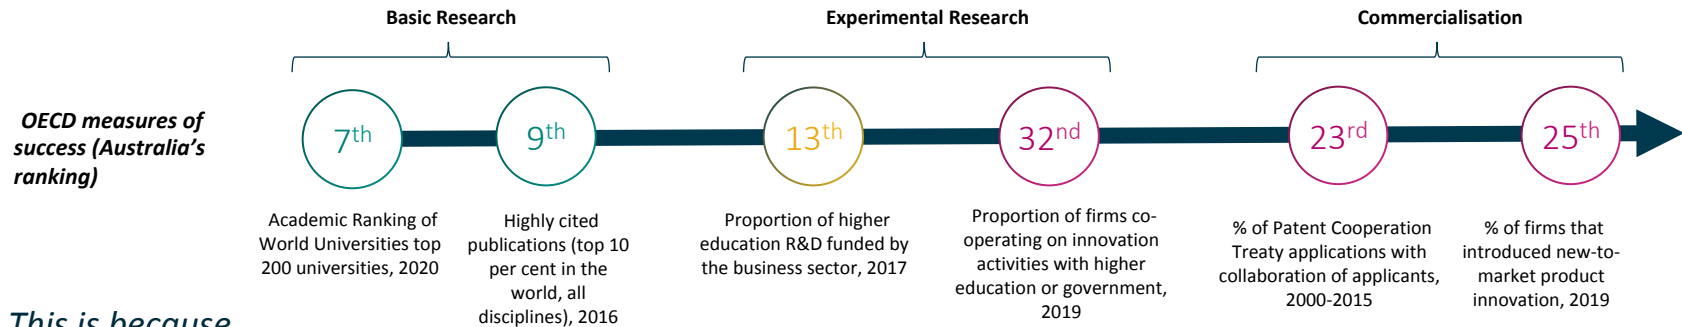 Basic Research
Experimental Research
Commercialisation
OECD measures of
success (Australia's
ranking)
7th
9th
13th
32nd
23rd
25th
Academic Ranking of
World Universities top
200 universities, 2020
Highly cited
publications (top 10
per cent in the
world, all
disciplines), 2016
Proportion of higher
education R&D funded by
the business sector, 2017
Proportion of firms co-
operating on innovation
activities with higher
education or government,
2019
% of Patent Cooperation
Treaty applications with
collaboration of applicants,
2000-2015
% of firms that
introduced new-to-
market product
innovation, 2019
This is because